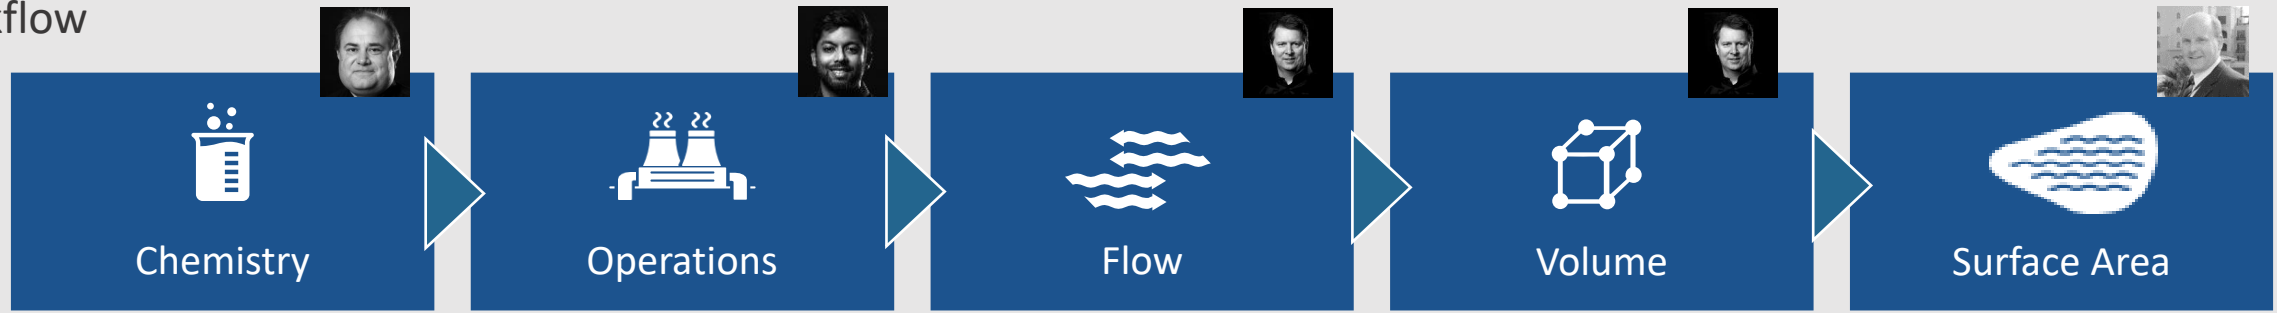 flow
Chemistry
Operations
Flow
Volume
Surface Area